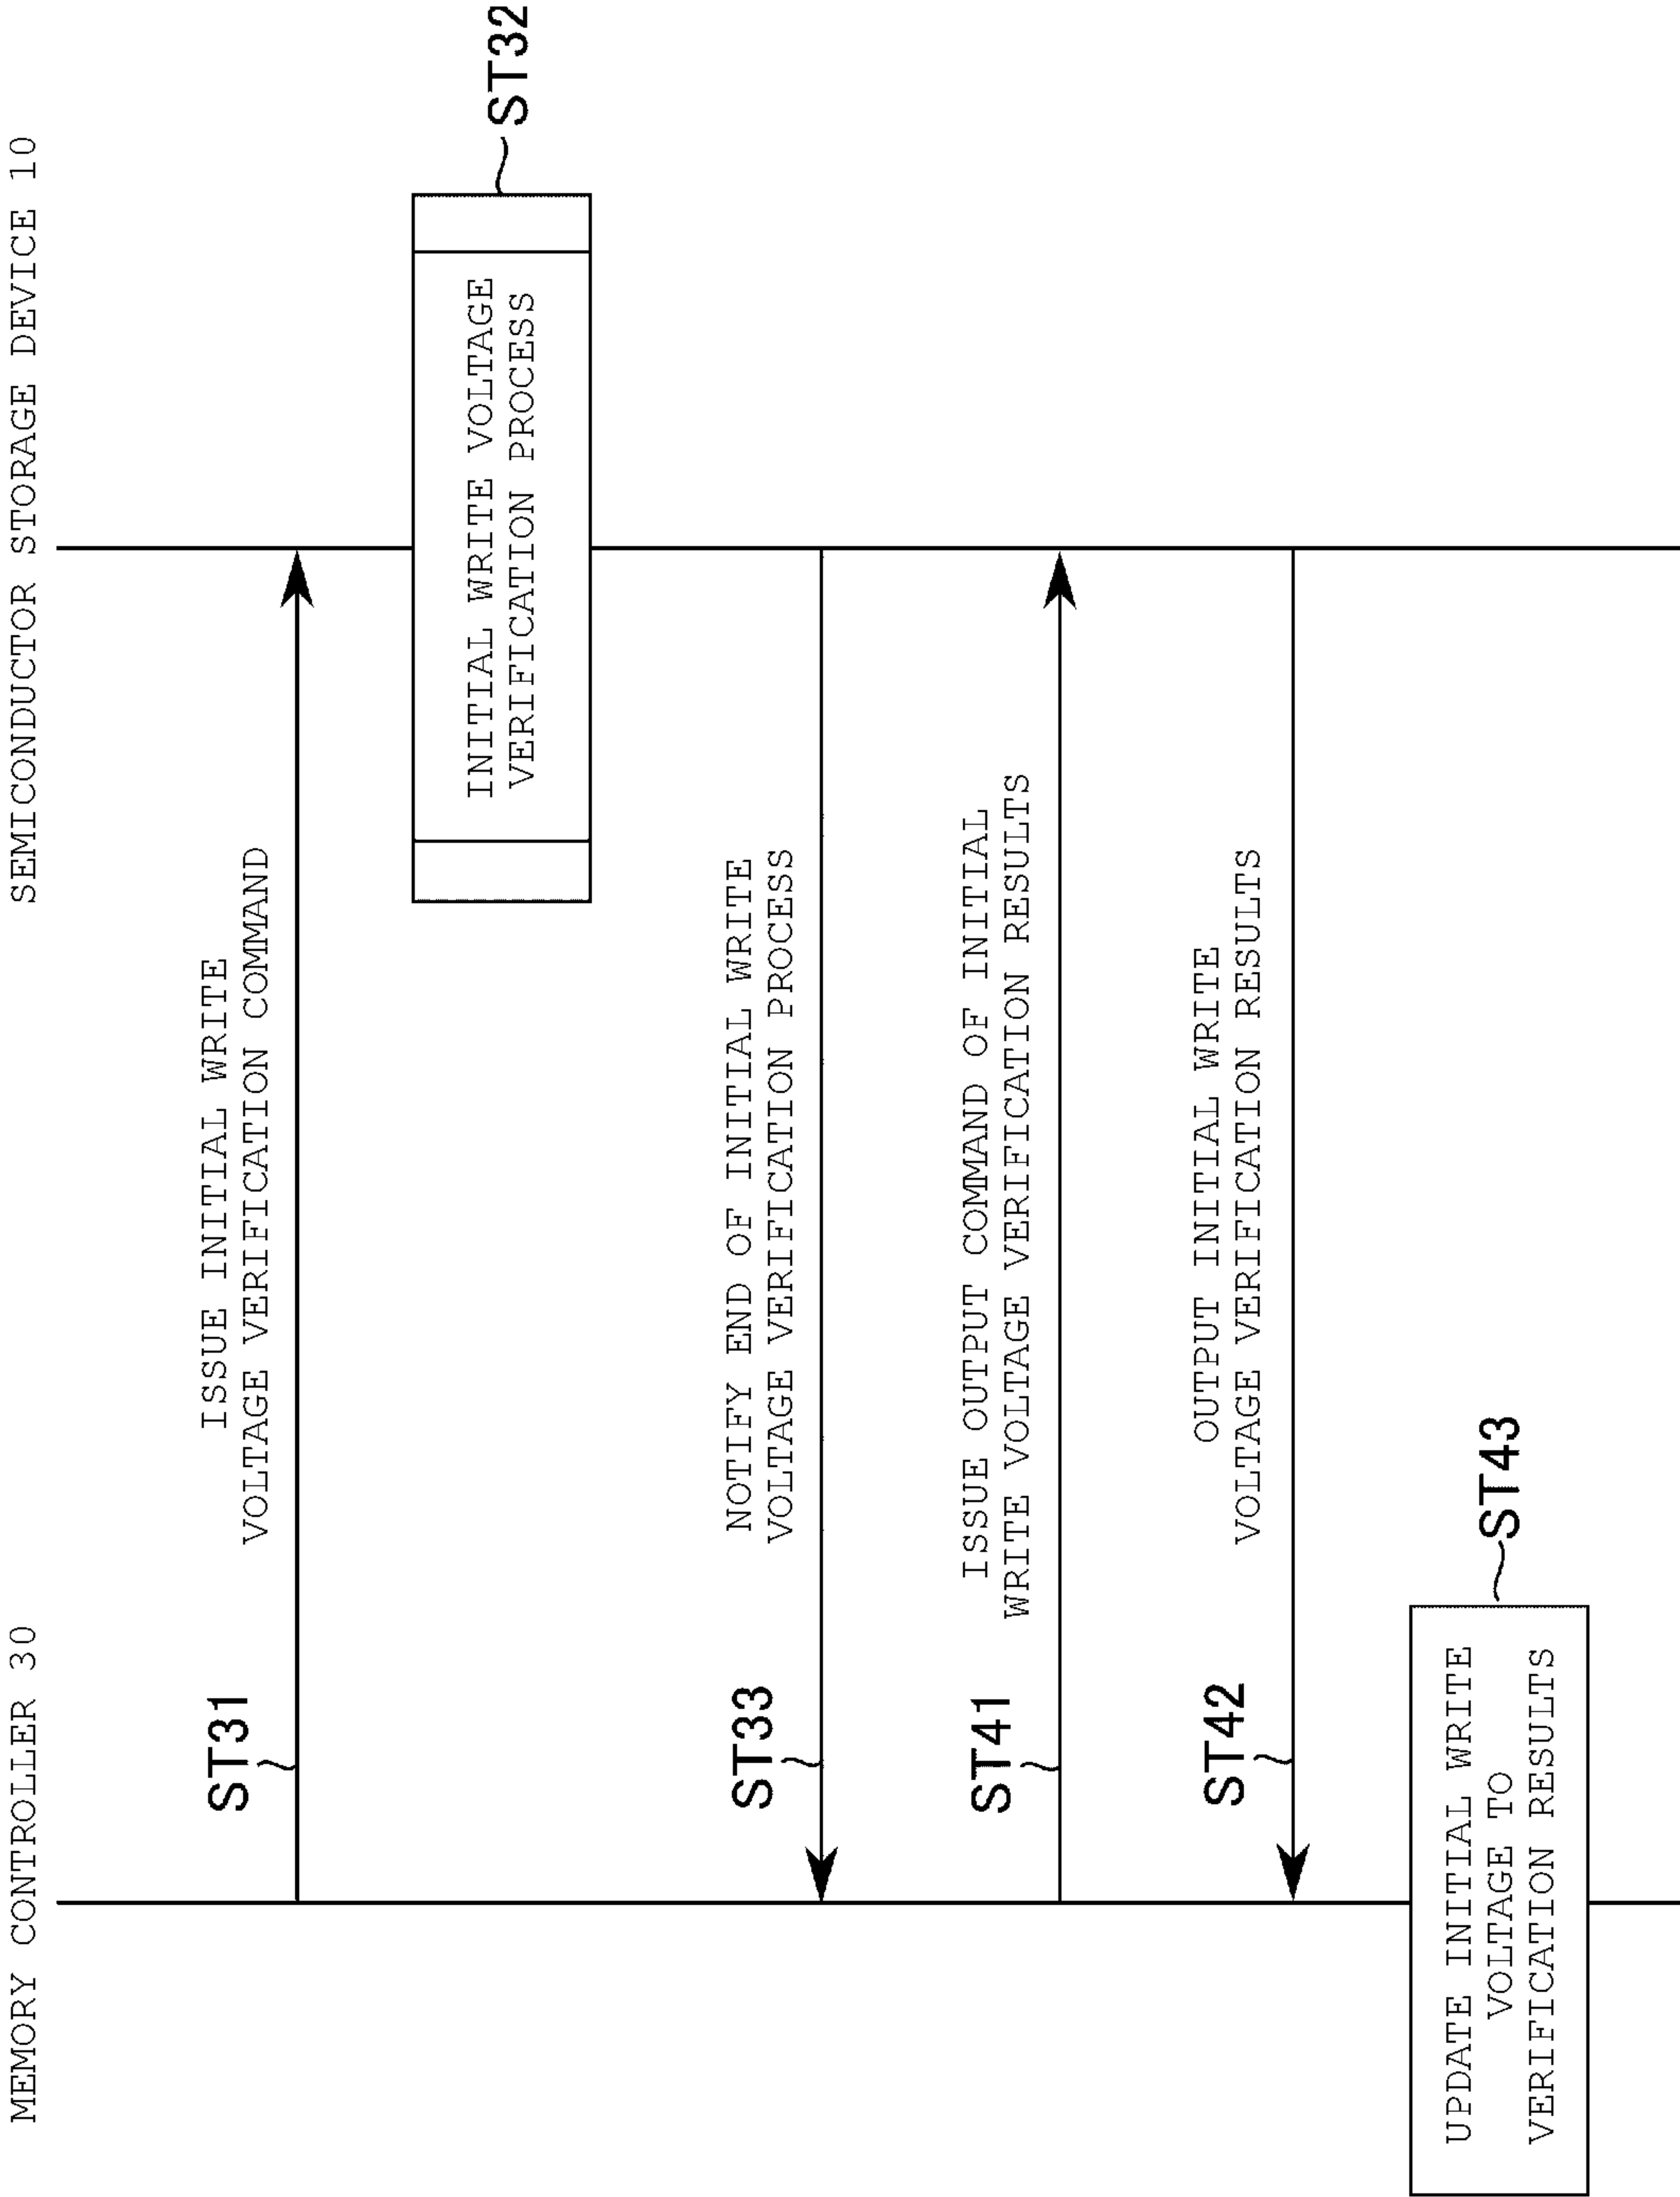 MEMORY CONTROLLER 30
SEMICONDUCTOR STORAGE DEVICE 10
ST31
ISSUE INITIAL WRITE
VOLTAGE VERIFICATION COMMAND
INITIAL WRITE VOLTAGE
VERIFICATION PROCESS
ST32
ST33
NOTIFY END OF INITIAL WRITE
VOLTAGE VERIFICATION PROCESS
ST41
ISSUE OUTPUT COMMAND OF INITIAL
WRITE VOLTAGE VERIFICATION RESULTS
ST42
OUTPUT INITIAL WRITE
VOLTAGE VERIFICATION RESULTS
UPDATE INITIAL WRITE
VOLTAGE TO
VERIFICATION RESULTS
ST43